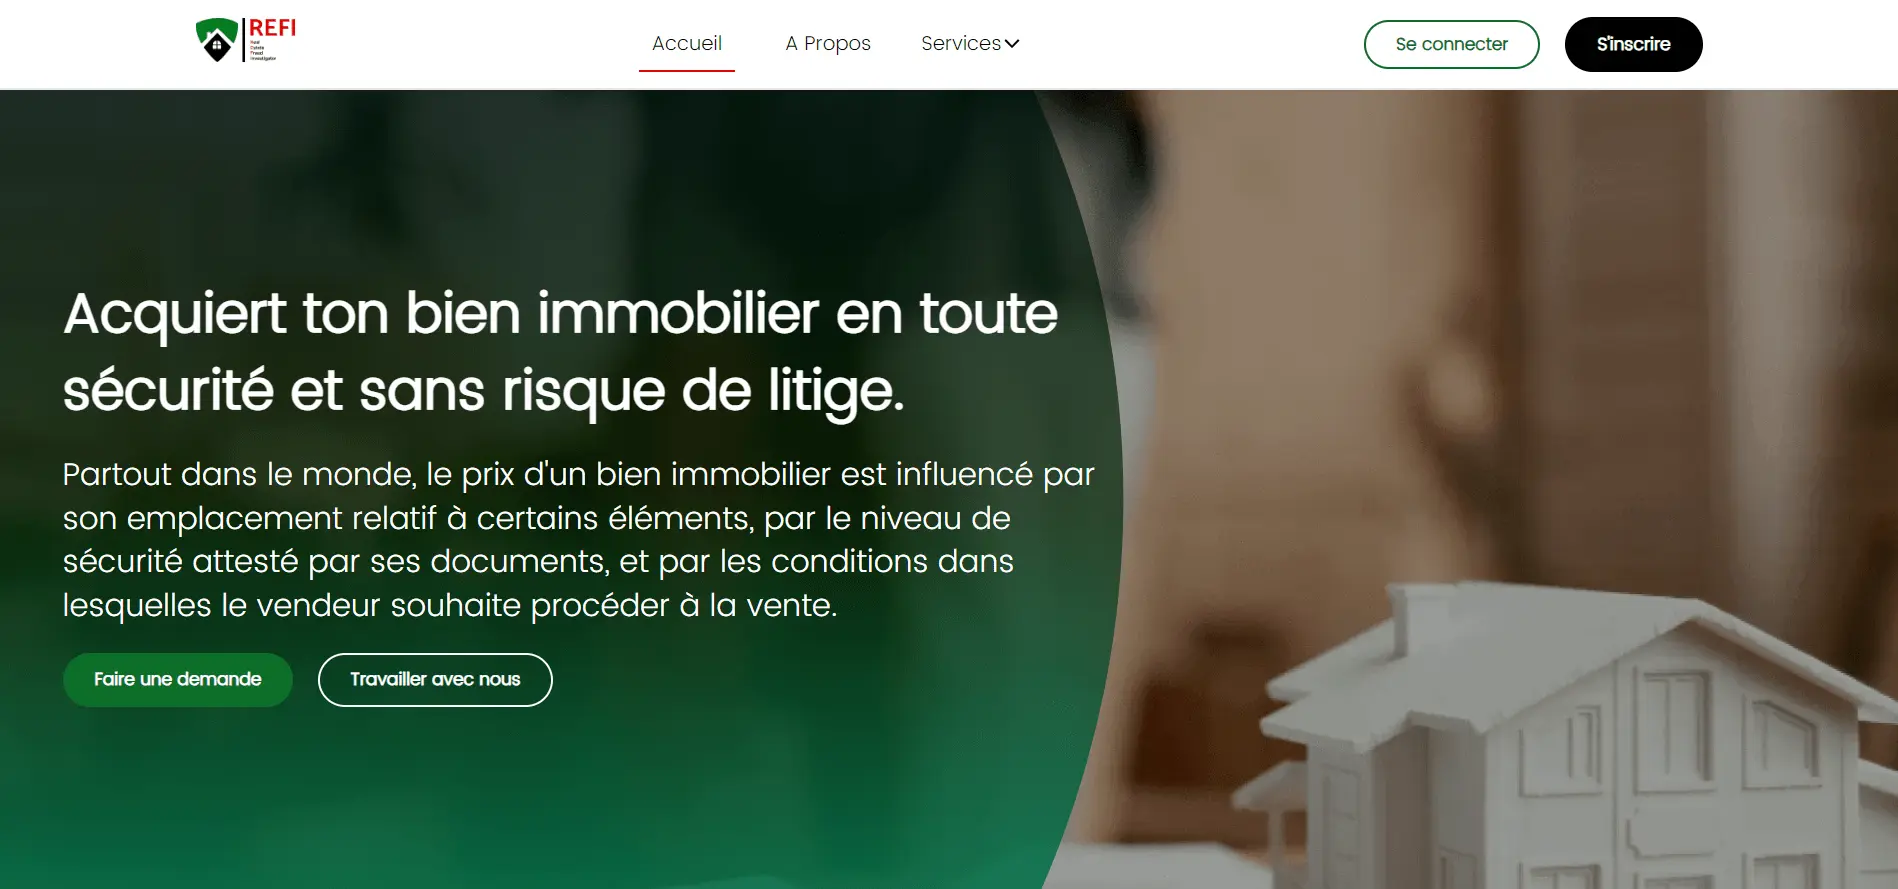 REFI
Real
Estate
Fraud
Investigator
Accueil
A Propos
Services
Se connecter
S'inscrire
Acquiert ton bien immobilier en toute
sécurité et sans risque de litige.
Partout dans le monde, le prix d'un bien immobilier est influencé par
son emplacement relatif à certains éléments, par le niveau de
sécurité attesté par ses documents, et par les conditions dans
lesquelles le vendeur souhaite procéder à la vente.
Faire une demande
Travailler avec nous